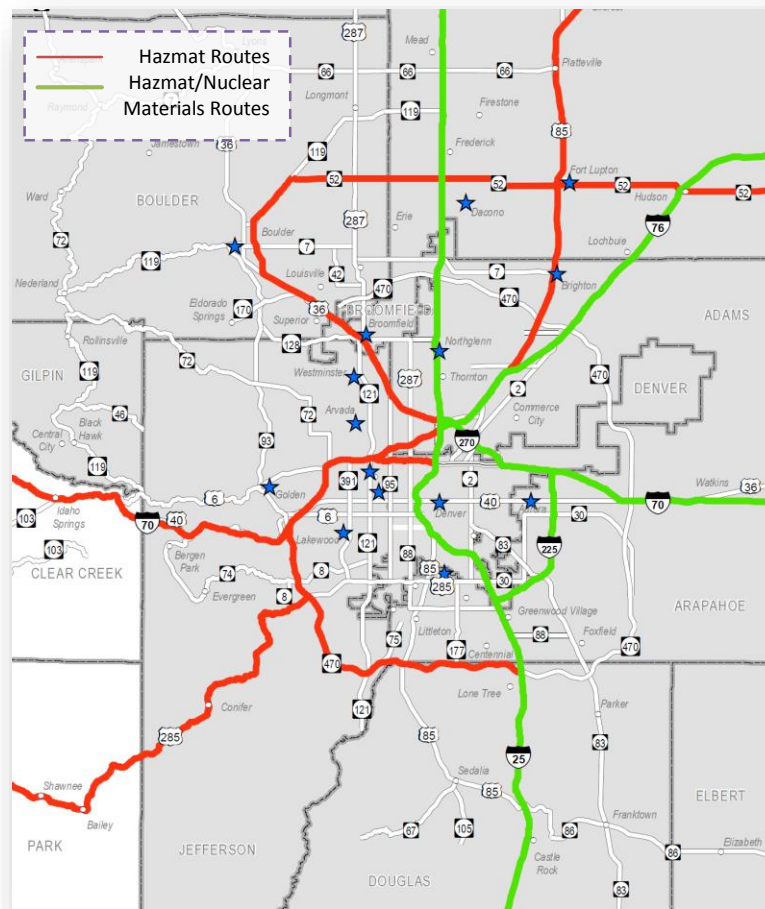 Hazmat Routes
Hazmat/Nuclear
Materials Routes
Lyons
287
Mead
66
66
66
Platteville
Raymond
Longmont
119
Firestone
85
Jamestown
36
119
Frederick
52
52
Fort Lupton
52
52
Ward
BOULDER
287
Dacono
Hudson
72
Boulder
7
Erie
76
119
Louisville
42
Lochbuie
7
Nederland
470
470
Brighton
Eldorado
Springs
170
36
BROOMFIELD
Superior
Broomfield
ADAMS
Rollinsville
128
Northglenn
72
Westminster
287
Thornton
470
119
GILPIN
121
2
DENVER
Arvada
Commerce
City
46
Black
Hawk
72
Central
City
93
270
119
391
95
2
Watkins
36
6
Golden
Idaho
Springs
70
40
6
Denver
40
Aurora
70
103
Lakewood
30
103
Bergen
Park
121
88
83
225
CLEAR CREEK
74
8
85
285
30
Evergreen
8
Greenwood Village
ARAPAHOE
Littleton
88
Foxfield
75
177
Centennial
470
470
Lone Tree
Conifer
121
Parker
285
85
25
83
Shawnee
Sedalia
85
ELBERT
Bailey
Franktown
67
105
86
Elizabeth
PARK
86
86
JEFFERSON
Castle
Rock
DOUGLAS
83